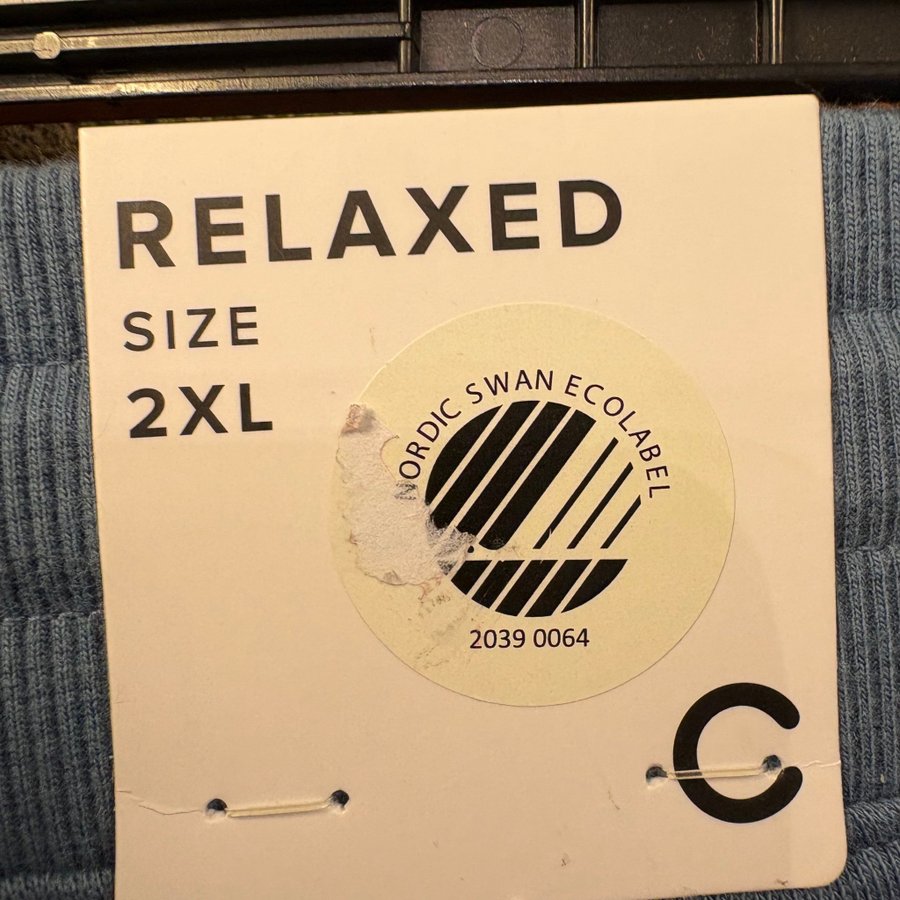 RELAXED
SIZE
2XL
NORDIC SWAN ECOLABEL
2039 0064
C